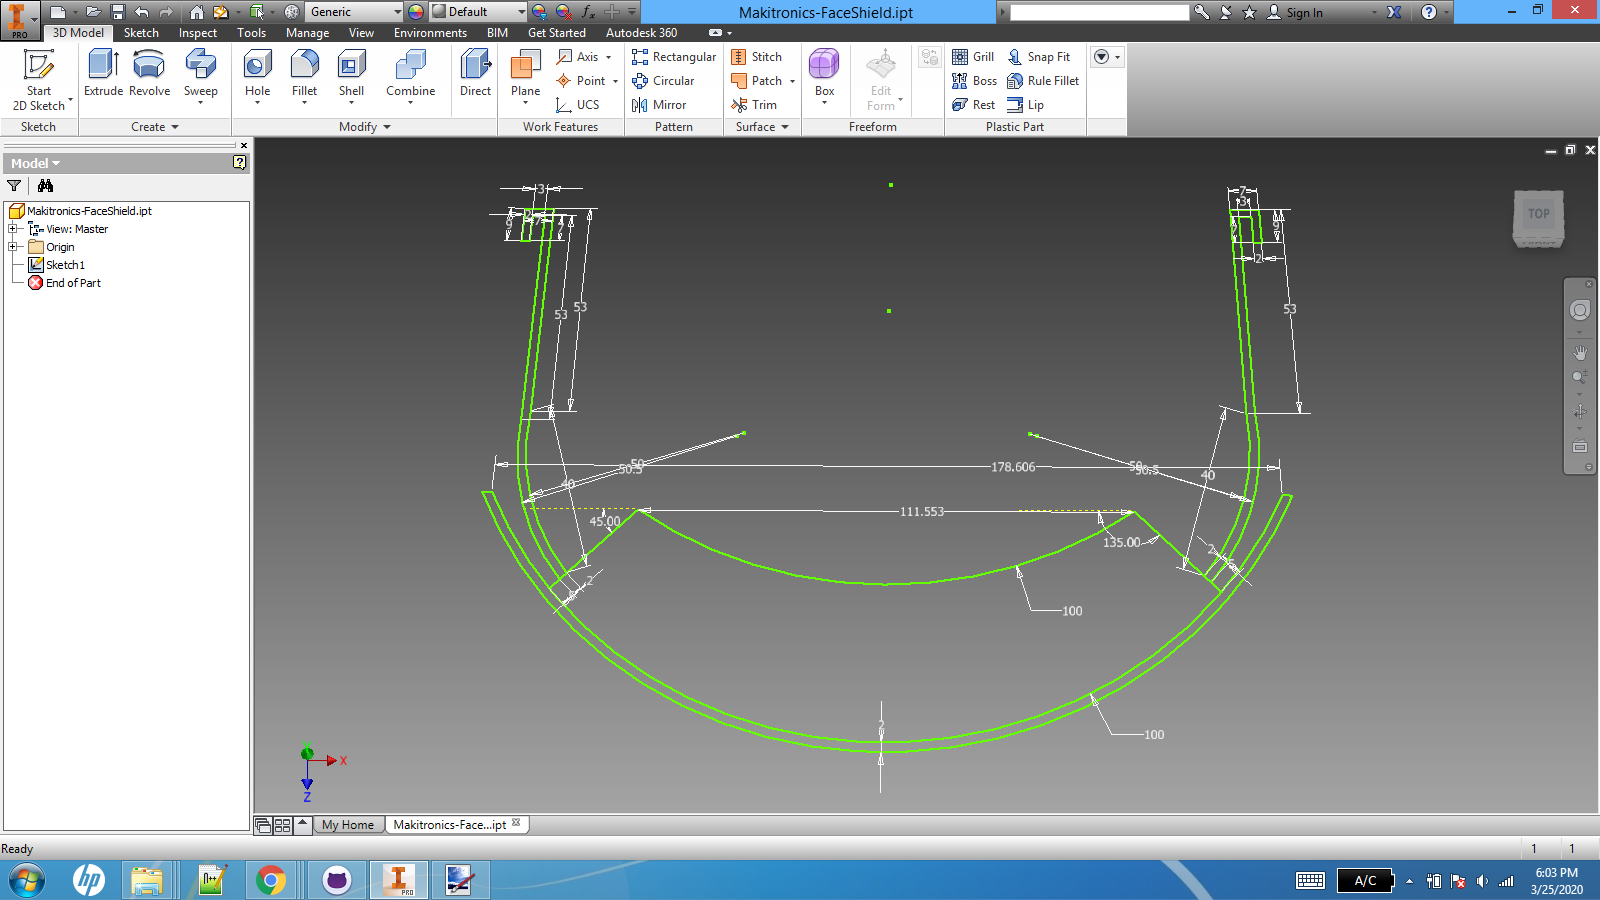 Generic
Default
Makitronics-FaceShield.ipt
Sign In
PRO
3D Model
Sketch
Inspect
Tools
Manage
View
Environments
BIM
Get Started
Autodesk 360
Start
2D Sketch
Extrude
Revolve
Sweep
Hole
Fillet
Shell
Combine
Direct
Plane
Axis
Point
UCS
Rectangular
Circular
Mirror
Stitch
Patch
Trim
Box
Edit
Form
Grill
Boss
Rest
Snap Fit
Rule Fillet
Lip
Sketch
Create
Modify
Work Features
Pattern
Surface
Freeform
Plastic Part
Model
Makitronics-FaceShield.ipt
View: Master
Origin
Sketch1
End of Part
3
7
3
2
53
53
53
TOP
FRONT
50
50.5
40
178.606
50
50.5
40
111.553
45.00
135.00
2
2
100
100
2
X
Z
My Home
Makitronics-Face...ipt
Ready
1
1
hp
PRO
A/C
6:03 PM
3/25/2020